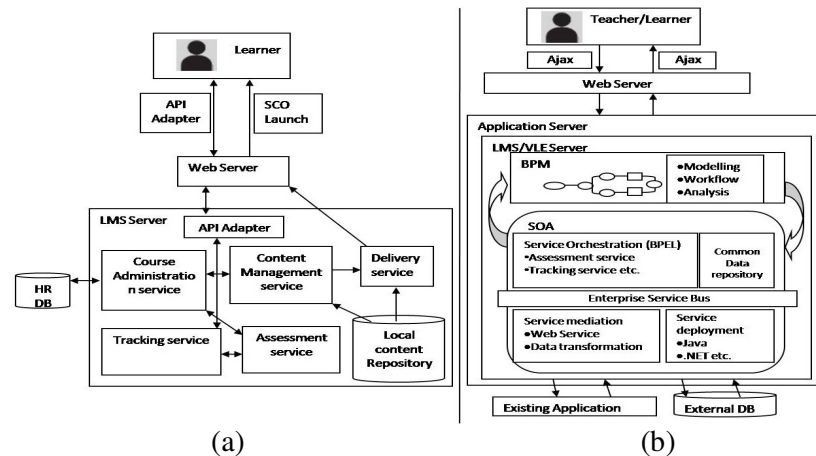 Learner
API
Adapter
SCO
Launch
Web Server
LMS Server
API Adapter
Course
Administratio
n service
Content
Management
service
Delivery
service
HR
DB
Tracking service
Assessment
service
Local
content
Repository
(a)
Teacher/Learner
Ajax
Ajax
Web Server
Application Server
LMS/VLE Server
BPM
●Modelling
●Workflow
●Analysis
SOA
Service Orchestration (BPEL)
•Assessment service
•Tracking service etc.
Common
Data
repository
Enterprise Service Bus
Service mediation
●Web Service
●Data transformation
Service
deployment
●Java
●.NET etc.
Existing Application
External DB
(b)